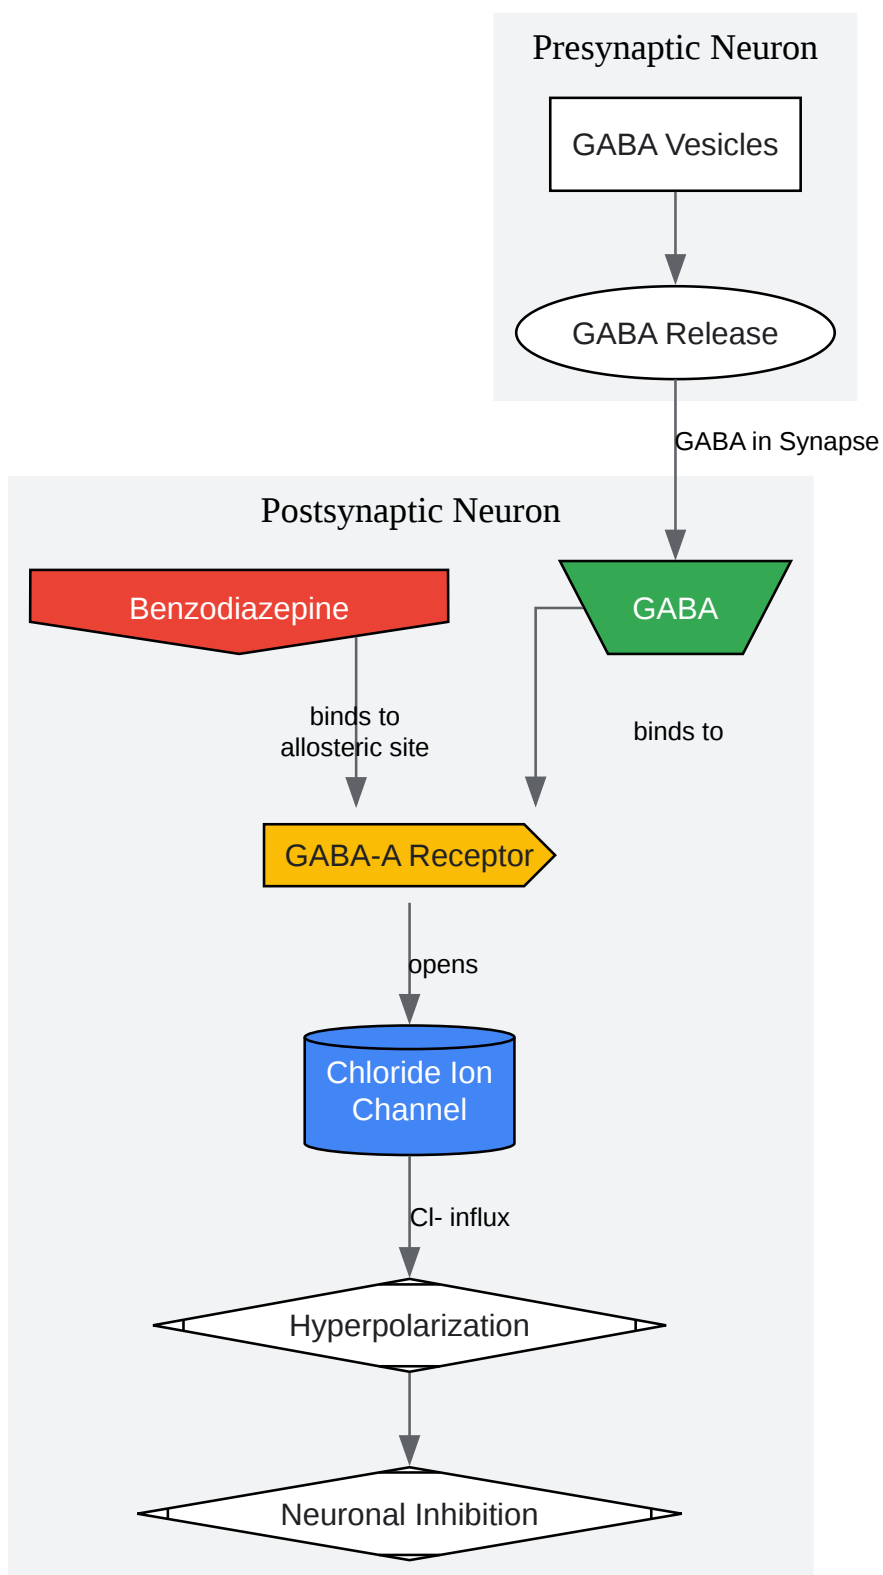 Presynaptic Neuron
GABA Vesicles
GABA Release
GABA in Synapse
Postsynaptic Neuron
Benzodiazepine
GABA
binds to
allosteric site
binds to
GABA-A Receptor
opens
Chloride Ion
Channel
Cl- influx
Hyperpolarization
Neuronal Inhibition